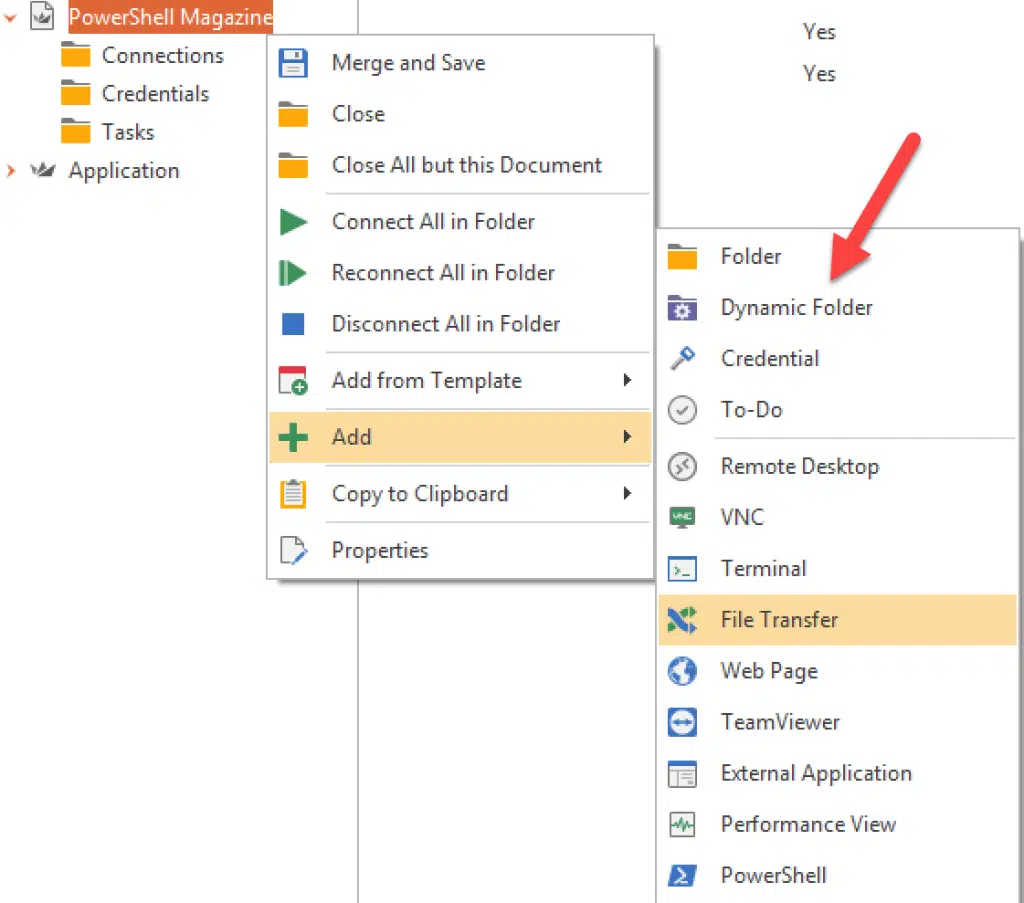 PowerShell Magazine
Connections
Credentials
Tasks
Application
Merge and Save
Close
Close All but this Document
Connect All in Folder
Reconnect All in Folder
Disconnect All in Folder
Add from Template
Add
Copy to Clipboard
Properties
Yes
Yes
Folder
Dynamic Folder
Credential
To-Do
Remote Desktop
VNC
VNC
Terminal
File Transfer
Web Page
TeamViewer
External Application
Performance View
PowerShell